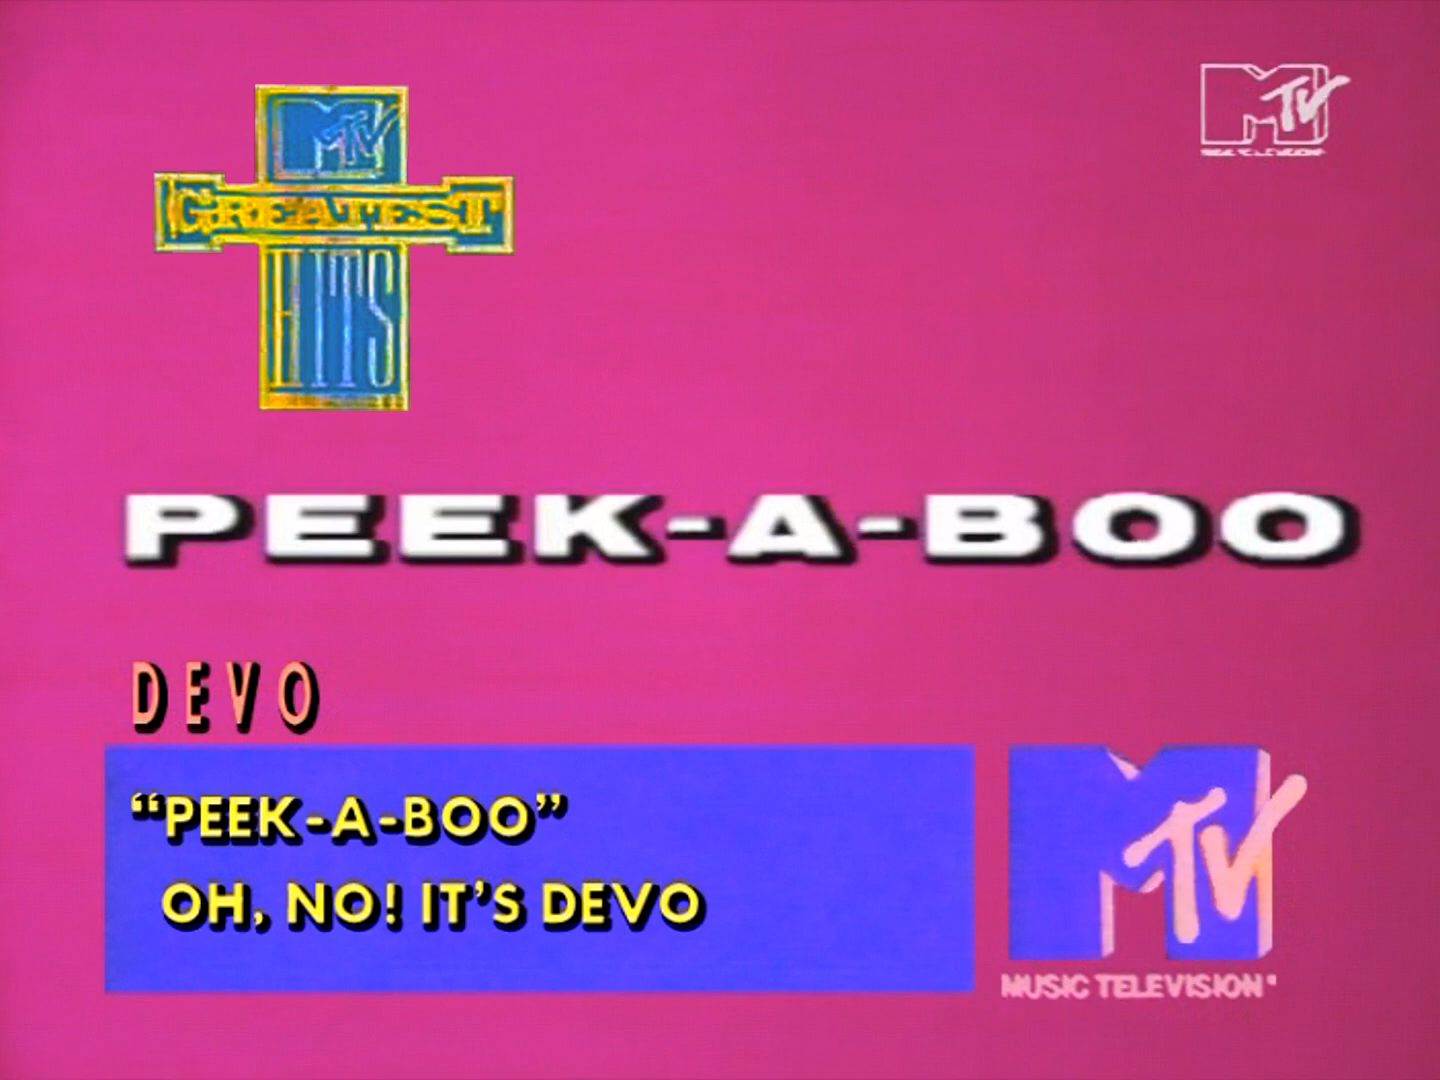 MTV
GREATEST
HITS
MTV
PEEK-A-BOO
DEVO
“PEEK-A-BOO”
OH, NO! IT’S DEVO
MTV
MUSIC TELEVISION